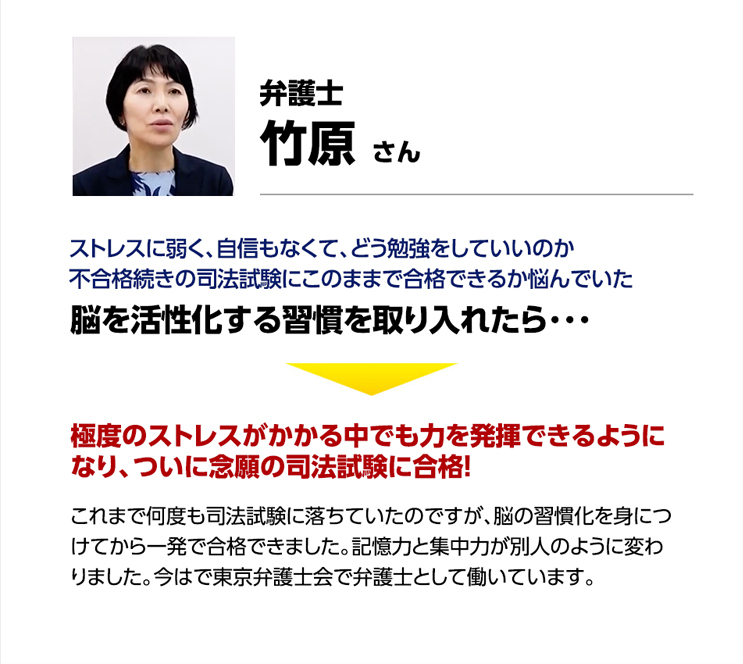 弁護士
竹原 さん
ストレスに弱く、自信もなくて、どう勉強をしていいのか
不合格続きの司法試験にこのままで合格できるか悩んでいた
脳を活性化する習慣を取り入れたら・・・
極度のストレスがかかる中でも力を発揮できるように
なり、ついに念願の司法試験に合格!
これまで何度も司法試験に落ちていたのですが、脳の習慣化を身につ
けてから一発で合格できました。記憶力と集中力が別人のように変わ
りました。今はで東京弁護士会で弁護士として働いています。